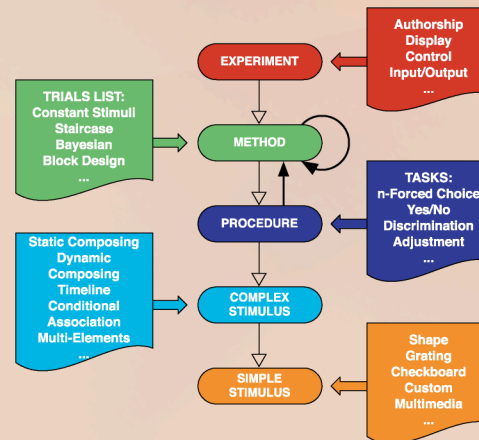 EXPERIMENT
Authorship
Display
Control
Input/Output
...
TRIALS LIST:
Constant Stimuli
Staircase
Bayesian
Block Design
...
METHOD
TASKS:
n-Forced Choice
Yes/No
Discrimination
Adjustment
...
PROCEDURE
Static Composing
Dynamic
Composing
Timeline
Conditional
Association
Multi-Elements
...
COMPLEX
STIMULUS
Shape
Grating
Checkboard
Custom
Multimedia
...
SIMPLE
STIMULUS